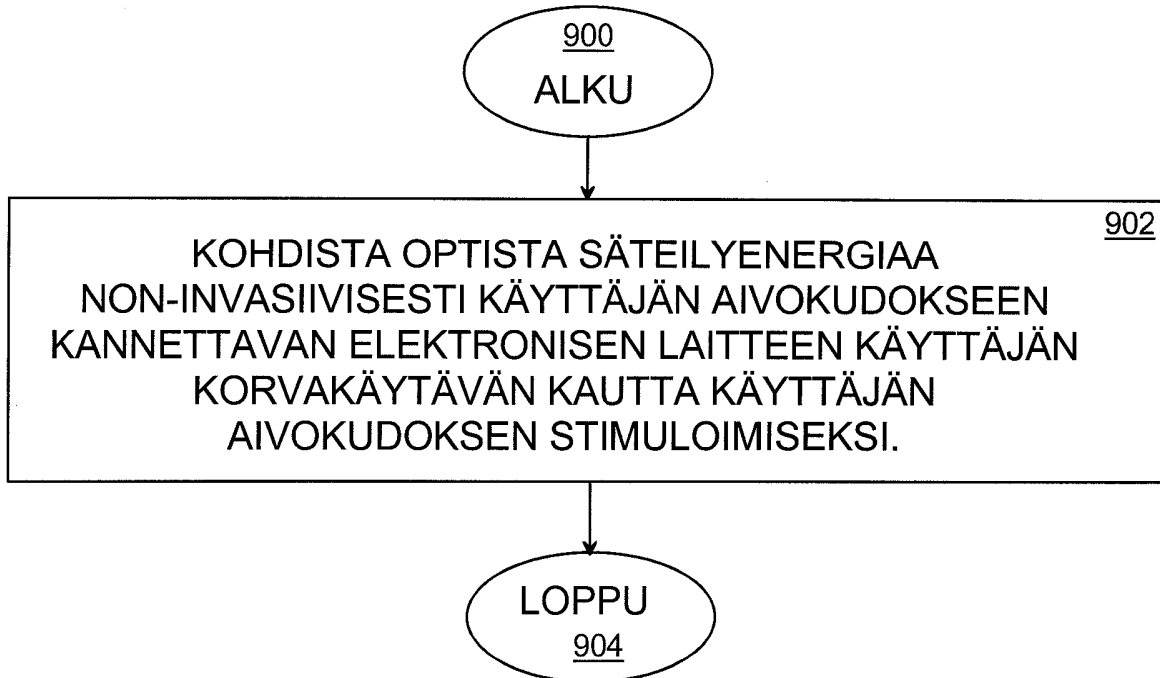 900
ALKU
902
KOHDISTA OPTISTA SÄTEILYENERGIAA
NON-INVASIIVISESTI KÄYTTÄJÄN AIVOKUDOKSEEN
KANNETTAVAN ELEKTRONISEN LAITTEEN KÄYTTÄJÄN
KORVAKÄYTÄVÄN KAUTTA KÄYTTÄJÄN
AIVOKUDOKSEN STIMULOIMISEKSI.
LOPPU
904